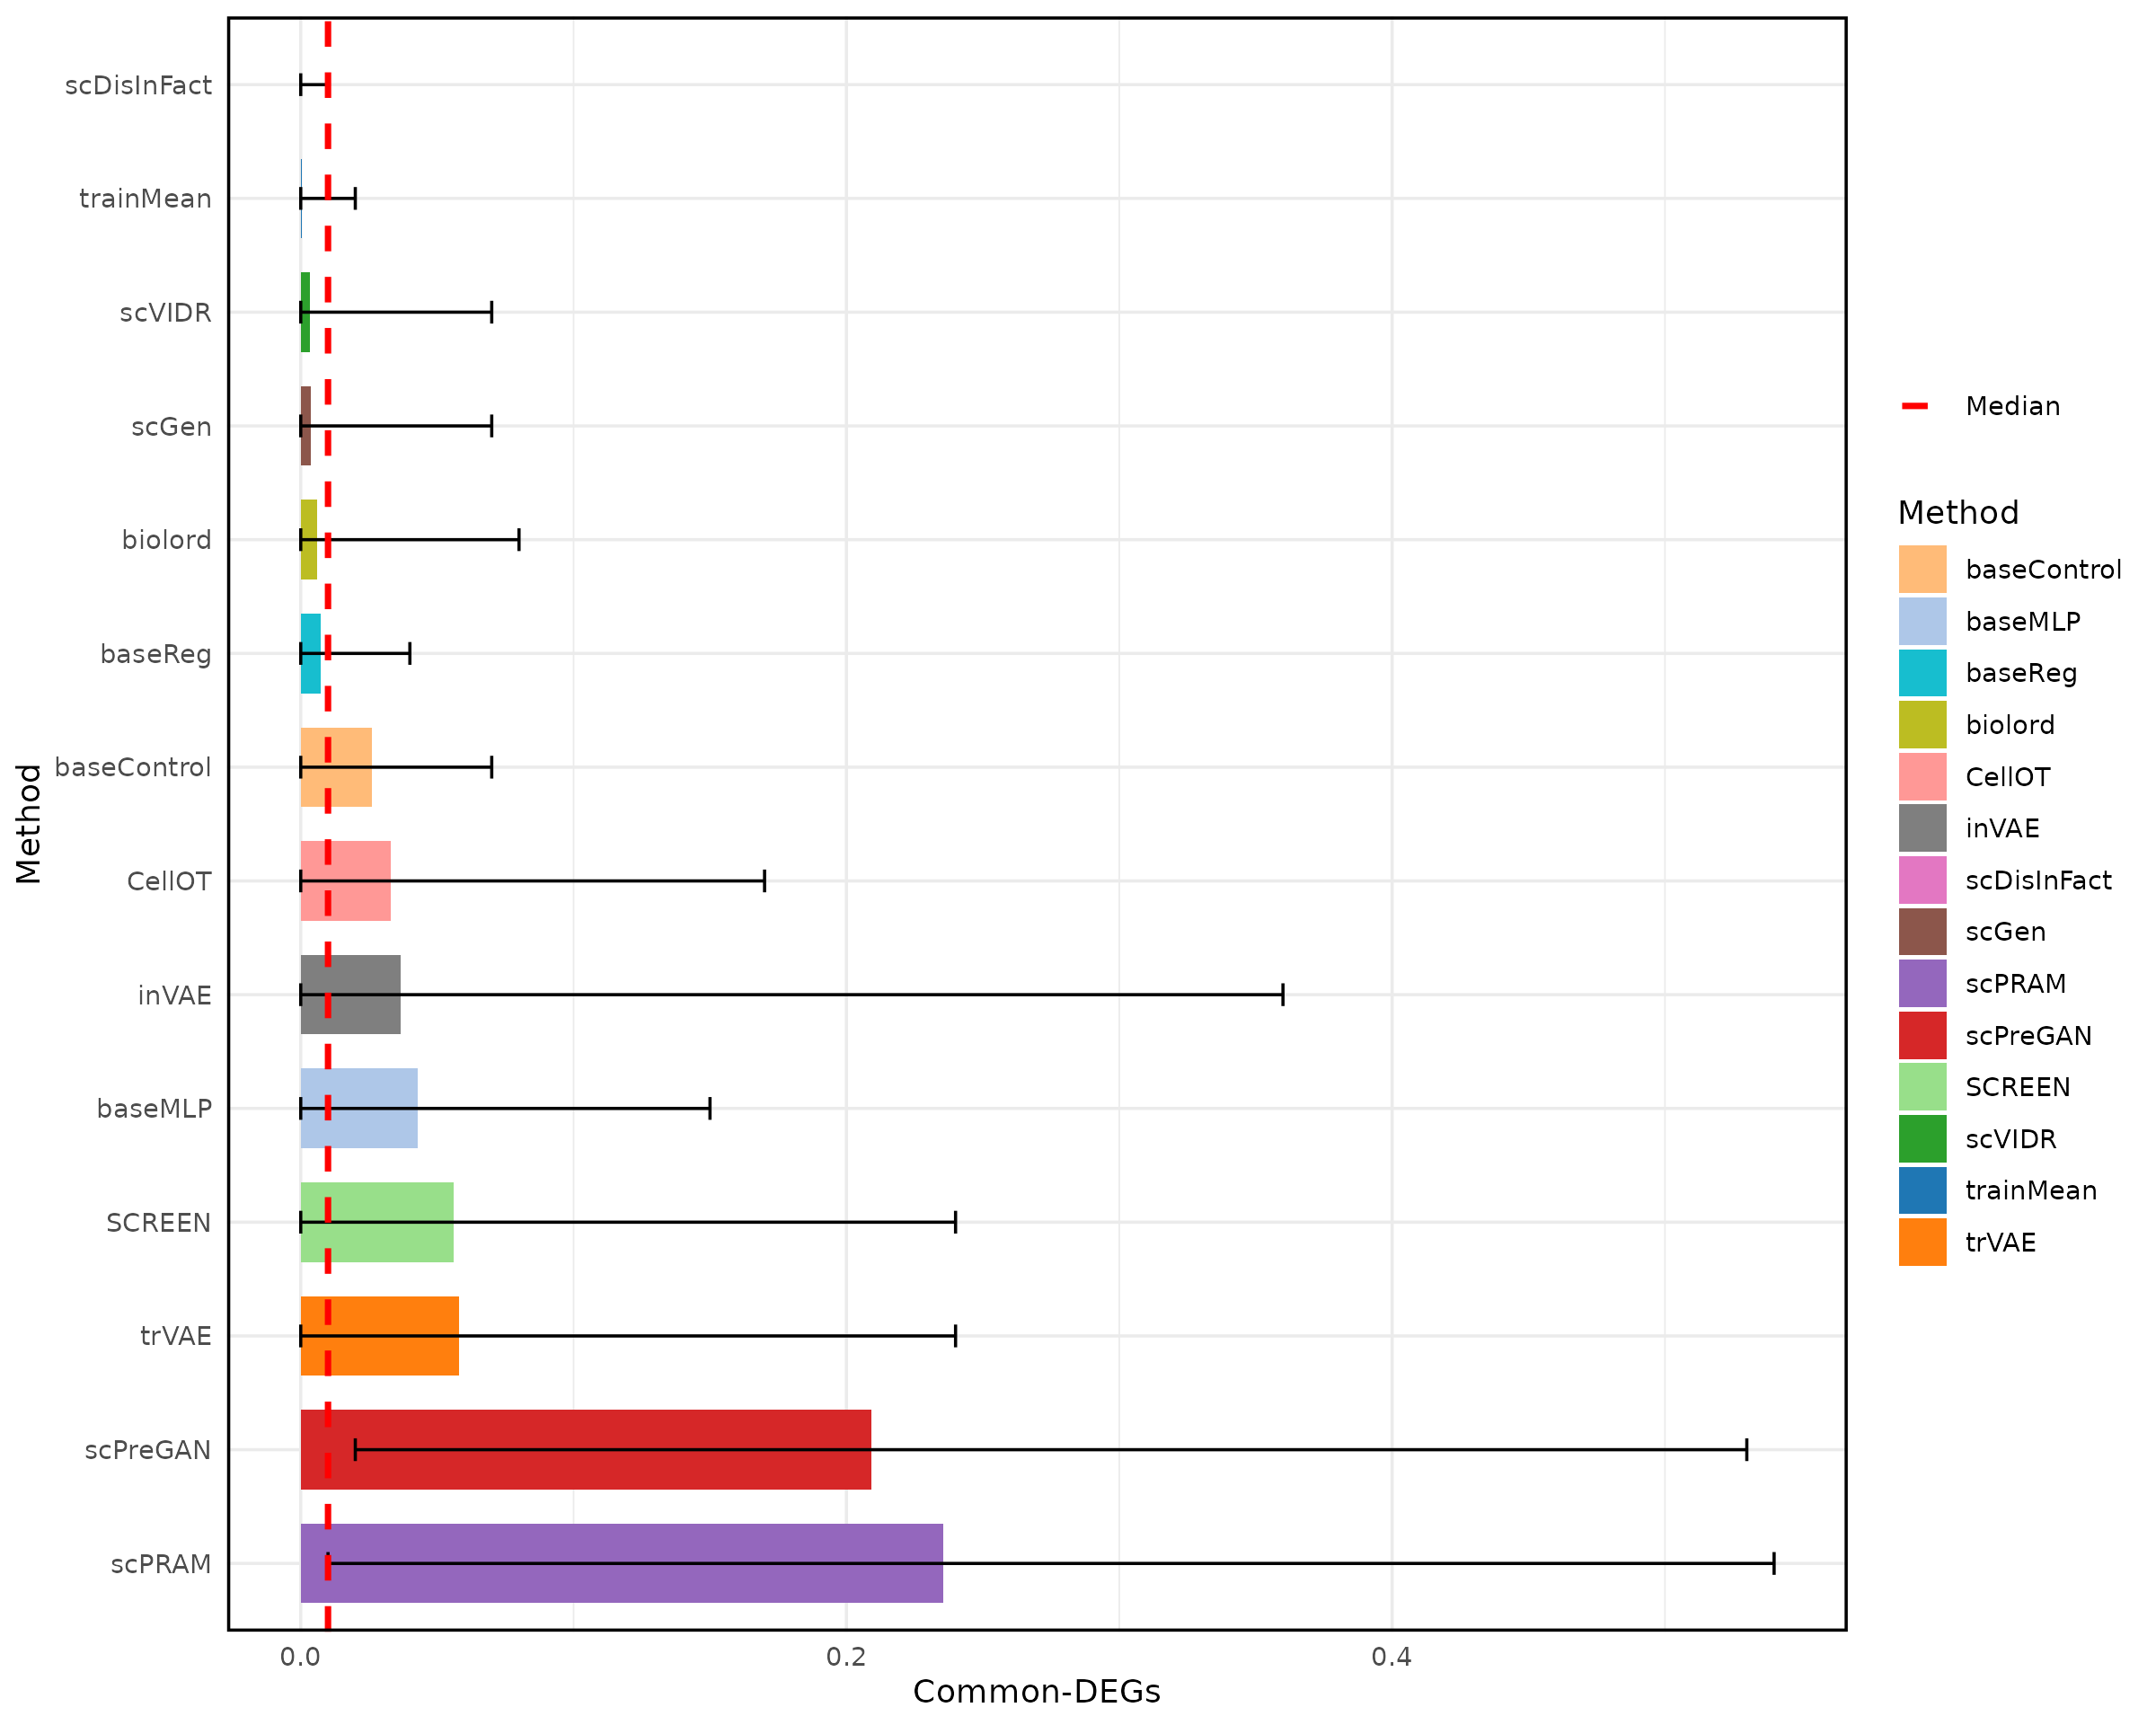 Method
scDisInFact
trainMean
scVIDR
scGen
biolord
baseReg
baseControl
CellOT
inVAE
baseMLP
SCREEN
trVAE
scPreGAN
scPRAM
0.0 0.2 0.4
Common-DEGs
Median
Method
baseControl
baseMLP
baseReg
biolord
CellOT
inVAE
scDisInFact
scGen
scPRAM
scPreGAN
SCREEN
scVIDR
trainMean
trVAE